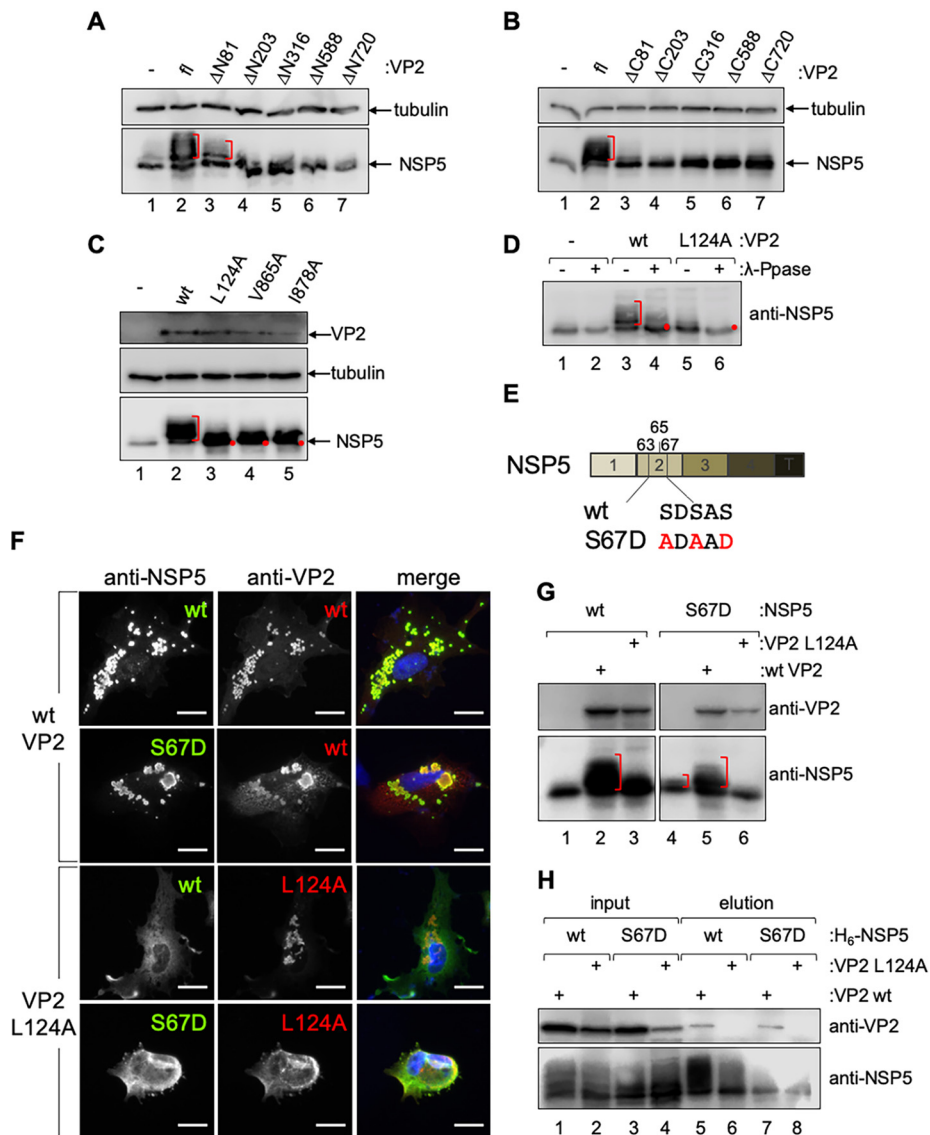 A
- fl ΔN81 ΔN203 ΔN316 ΔN588 ΔN720 :VP2
tubulin
NSP5
1 2 3 4 5 6 7
B
- fl ΔC81 ΔC203 ΔC316 ΔC588 ΔC720 :VP2
tubulin
NSP5
1 2 3 4 5 6 7
C
- wt L124A V865A I878A
VP2
tubulin
NSP5
1 2 3 4 5
D
- wt L124A :VP2
- + - + - + :λ-Ppase
anti-NSP5
1 2 3 4 5 6
E
65
63 67
NSP5 1 2 3 T
wt SDSAS
S67D ADAAD
F
anti-NSP5 anti-VP2 merge
wt VP2
wt wt
S67D wt
VP2 L124A
wt L124A
S67D L124A
G
wt S67D :NSP5
+ + :VP2 L124A
+ + :wt VP2
anti-VP2
anti-NSP5
1 2 3 4 5 6
H
input elution
wt S67D wt S67D :H₆-NSP5
+ + + + :VP2 L124A
+ + + + :VP2 wt
anti-VP2
anti-NSP5
1 2 3 4 5 6 7 8